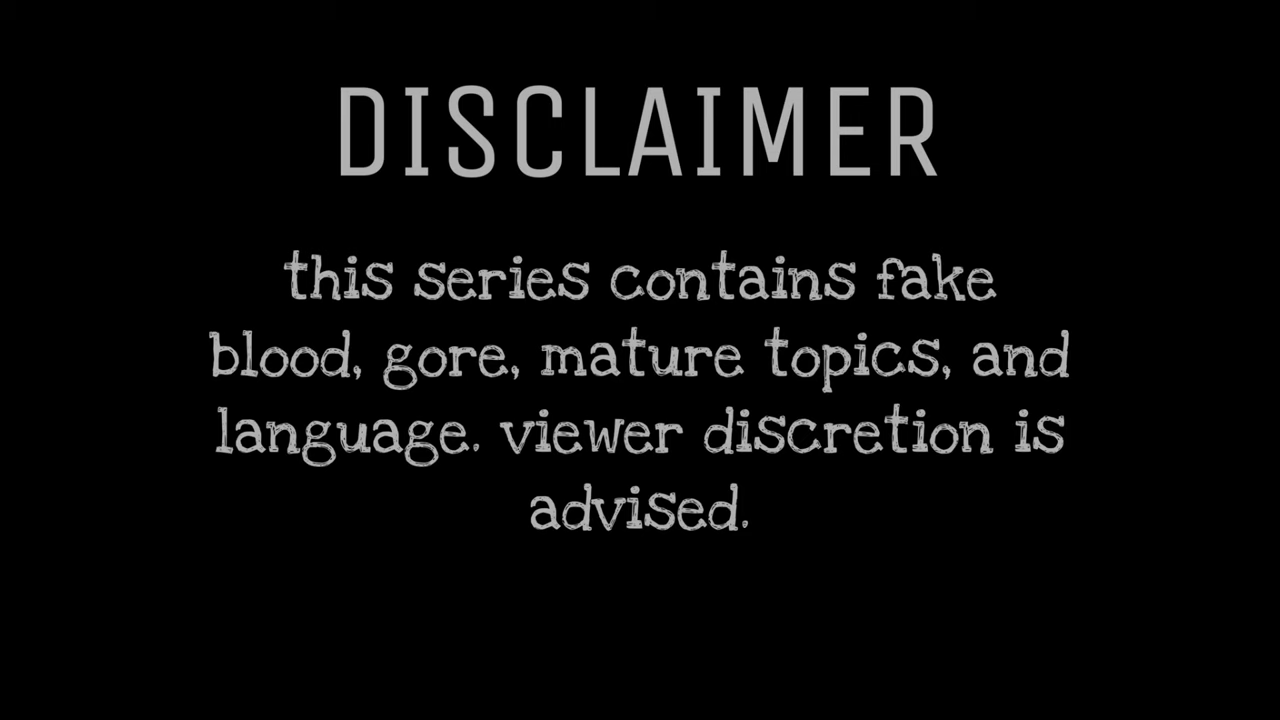 DISCLAIMER
this series contains fake
blood, gore, mature topics, and
language. viewer discretion is
advised.